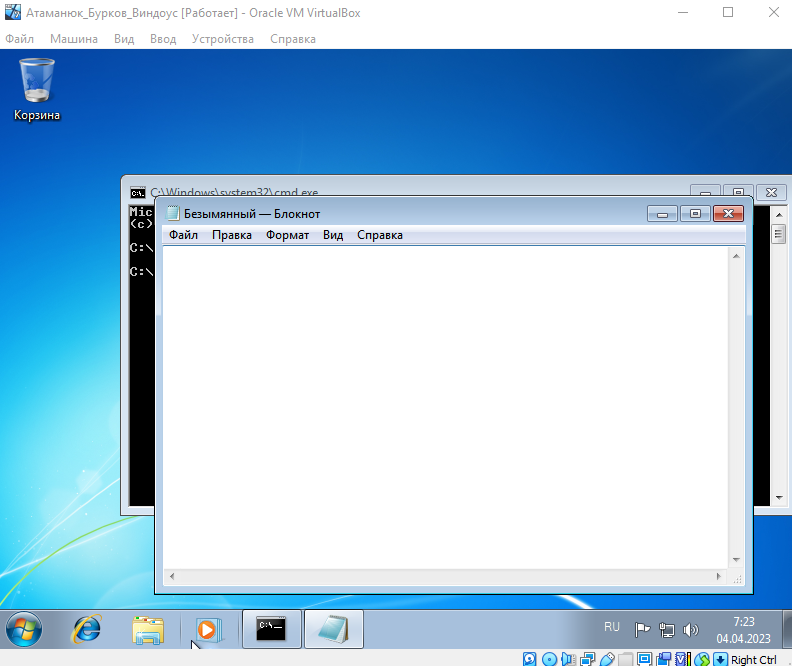 Атаманюк_Бурков_Виндоус [Работает] - Oracle VM VirtualBox
Файл Машина Вид Ввод Устройства Справка
Корзина
C:\Windows\system32\cmd.exe
Mic
(c)
C:\
C:\
Безымянный — Блокнот
Файл Правка Формат Вид Справка
C:\_
RU
7:23
04.04.2023
Right Ctrl